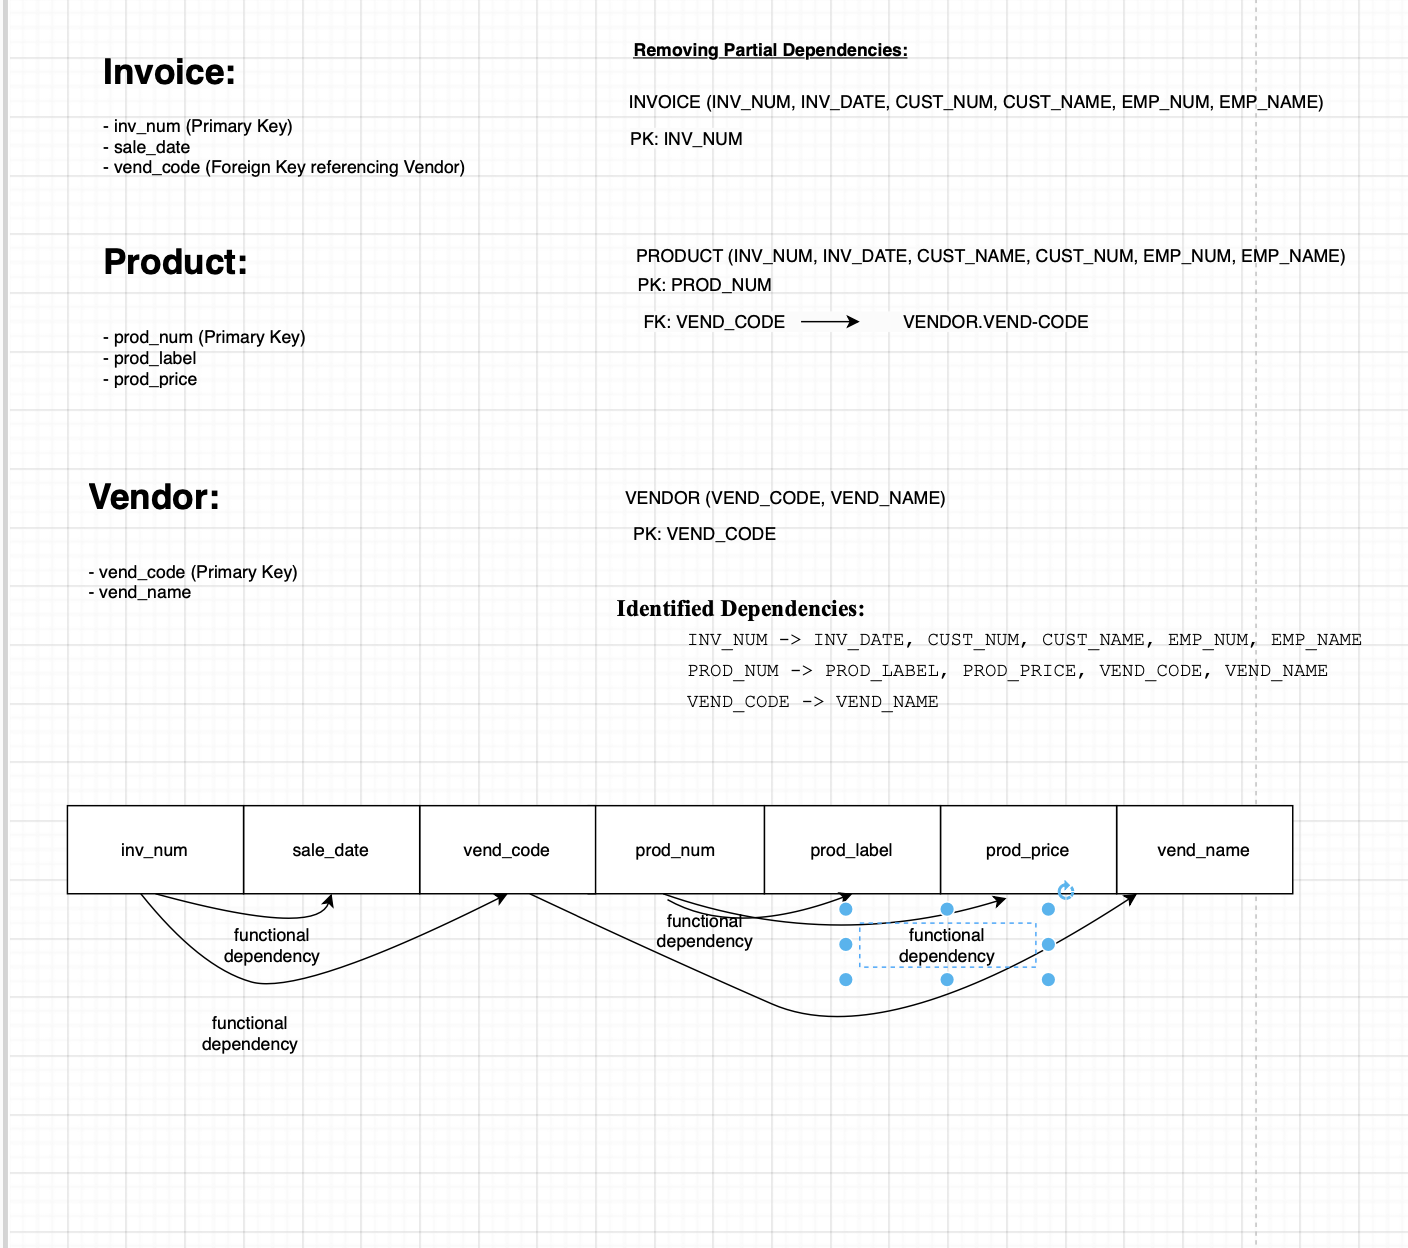 Invoice:
- inv_num (Primary Key)
- sale_date
- vend_code (Foreign Key referencing Vendor)
Removing Partial Dependencies:
INVOICE (INV_NUM, INV_DATE, CUST_NUM, CUST_NAME, EMP_NUM, EMP_NAME)
PK: INV_NUM
Product:
- prod_num (Primary Key)
- prod_label
- prod_price
PRODUCT (INV_NUM, INV_DATE, CUST_NAME, CUST_NUM, EMP_NUM, EMP_NAME)
PK: PROD_NUM
FK: VEND_CODE VENDOR.VEND-CODE
Vendor:
- vend_code (Primary Key)
- vend_name
VENDOR (VEND_CODE, VEND_NAME)
PK: VEND_CODE
Identified Dependencies:
INV_NUM -> INV_DATE, CUST_NUM, CUST_NAME, EMP_NUM, EMP_NAME
PROD_NUM -> PROD_LABEL, PROD_PRICE, VEND_CODE, VEND_NAME
VEND_CODE -> VEND_NAME
inv_num sale_date vend_code prod_num prod_label prod_price vend_name
functional
dependency
functional
dependency
functional
dependency
functional
dependency